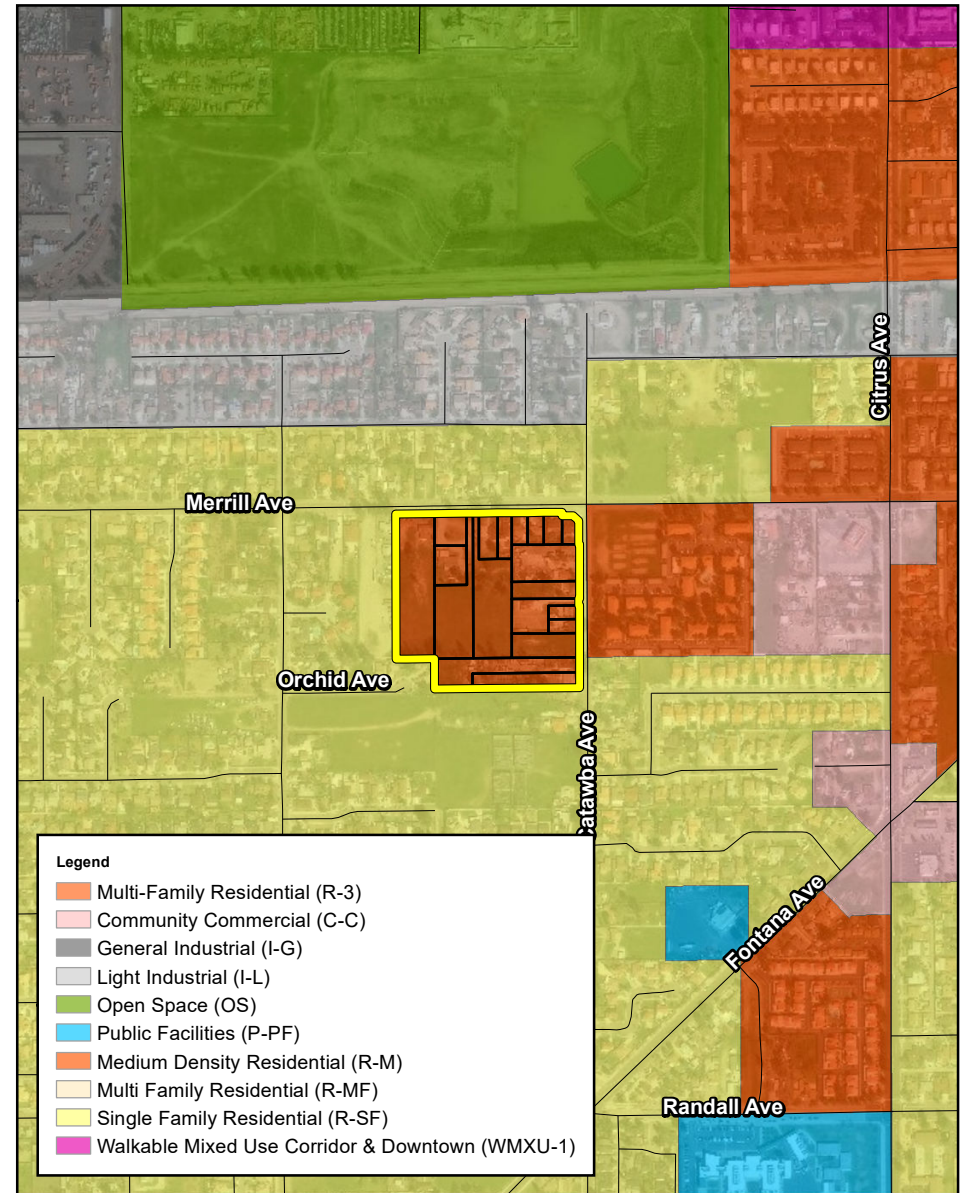 Citrus Ave
Merrill Ave
Orchid Ave
Catawba Ave
Legend
Multi-Family Residential (R-3)
Community Commercial (C-C)
General Industrial (I-G)
Light Industrial (I-L)
Open Space (OS)
Public Facilities (P-PF)
Medium Density Residential (R-M)
Multi Family Residential (R-MF)
Single Family Residential (R-SF)
Walkable Mixed Use Corridor & Downtown (WMXU-1)
Fontana Ave
Randall Ave